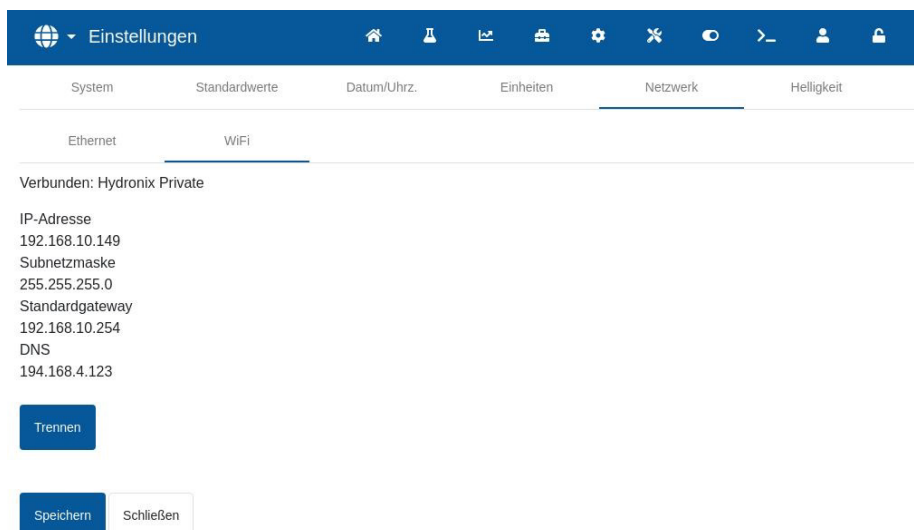 Einstellungen
System Standardwerte Datum/Uhrz. Einheiten Netzwerk Helligkeit
Ethernet WiFi
Verbunden: Hydronix Private
IP-Adresse
192.168.10.149
Subnetzmaske
255.255.255.0
Standardgateway
192.168.10.254
DNS
194.168.4.123
Trennen
Speichern Schließen